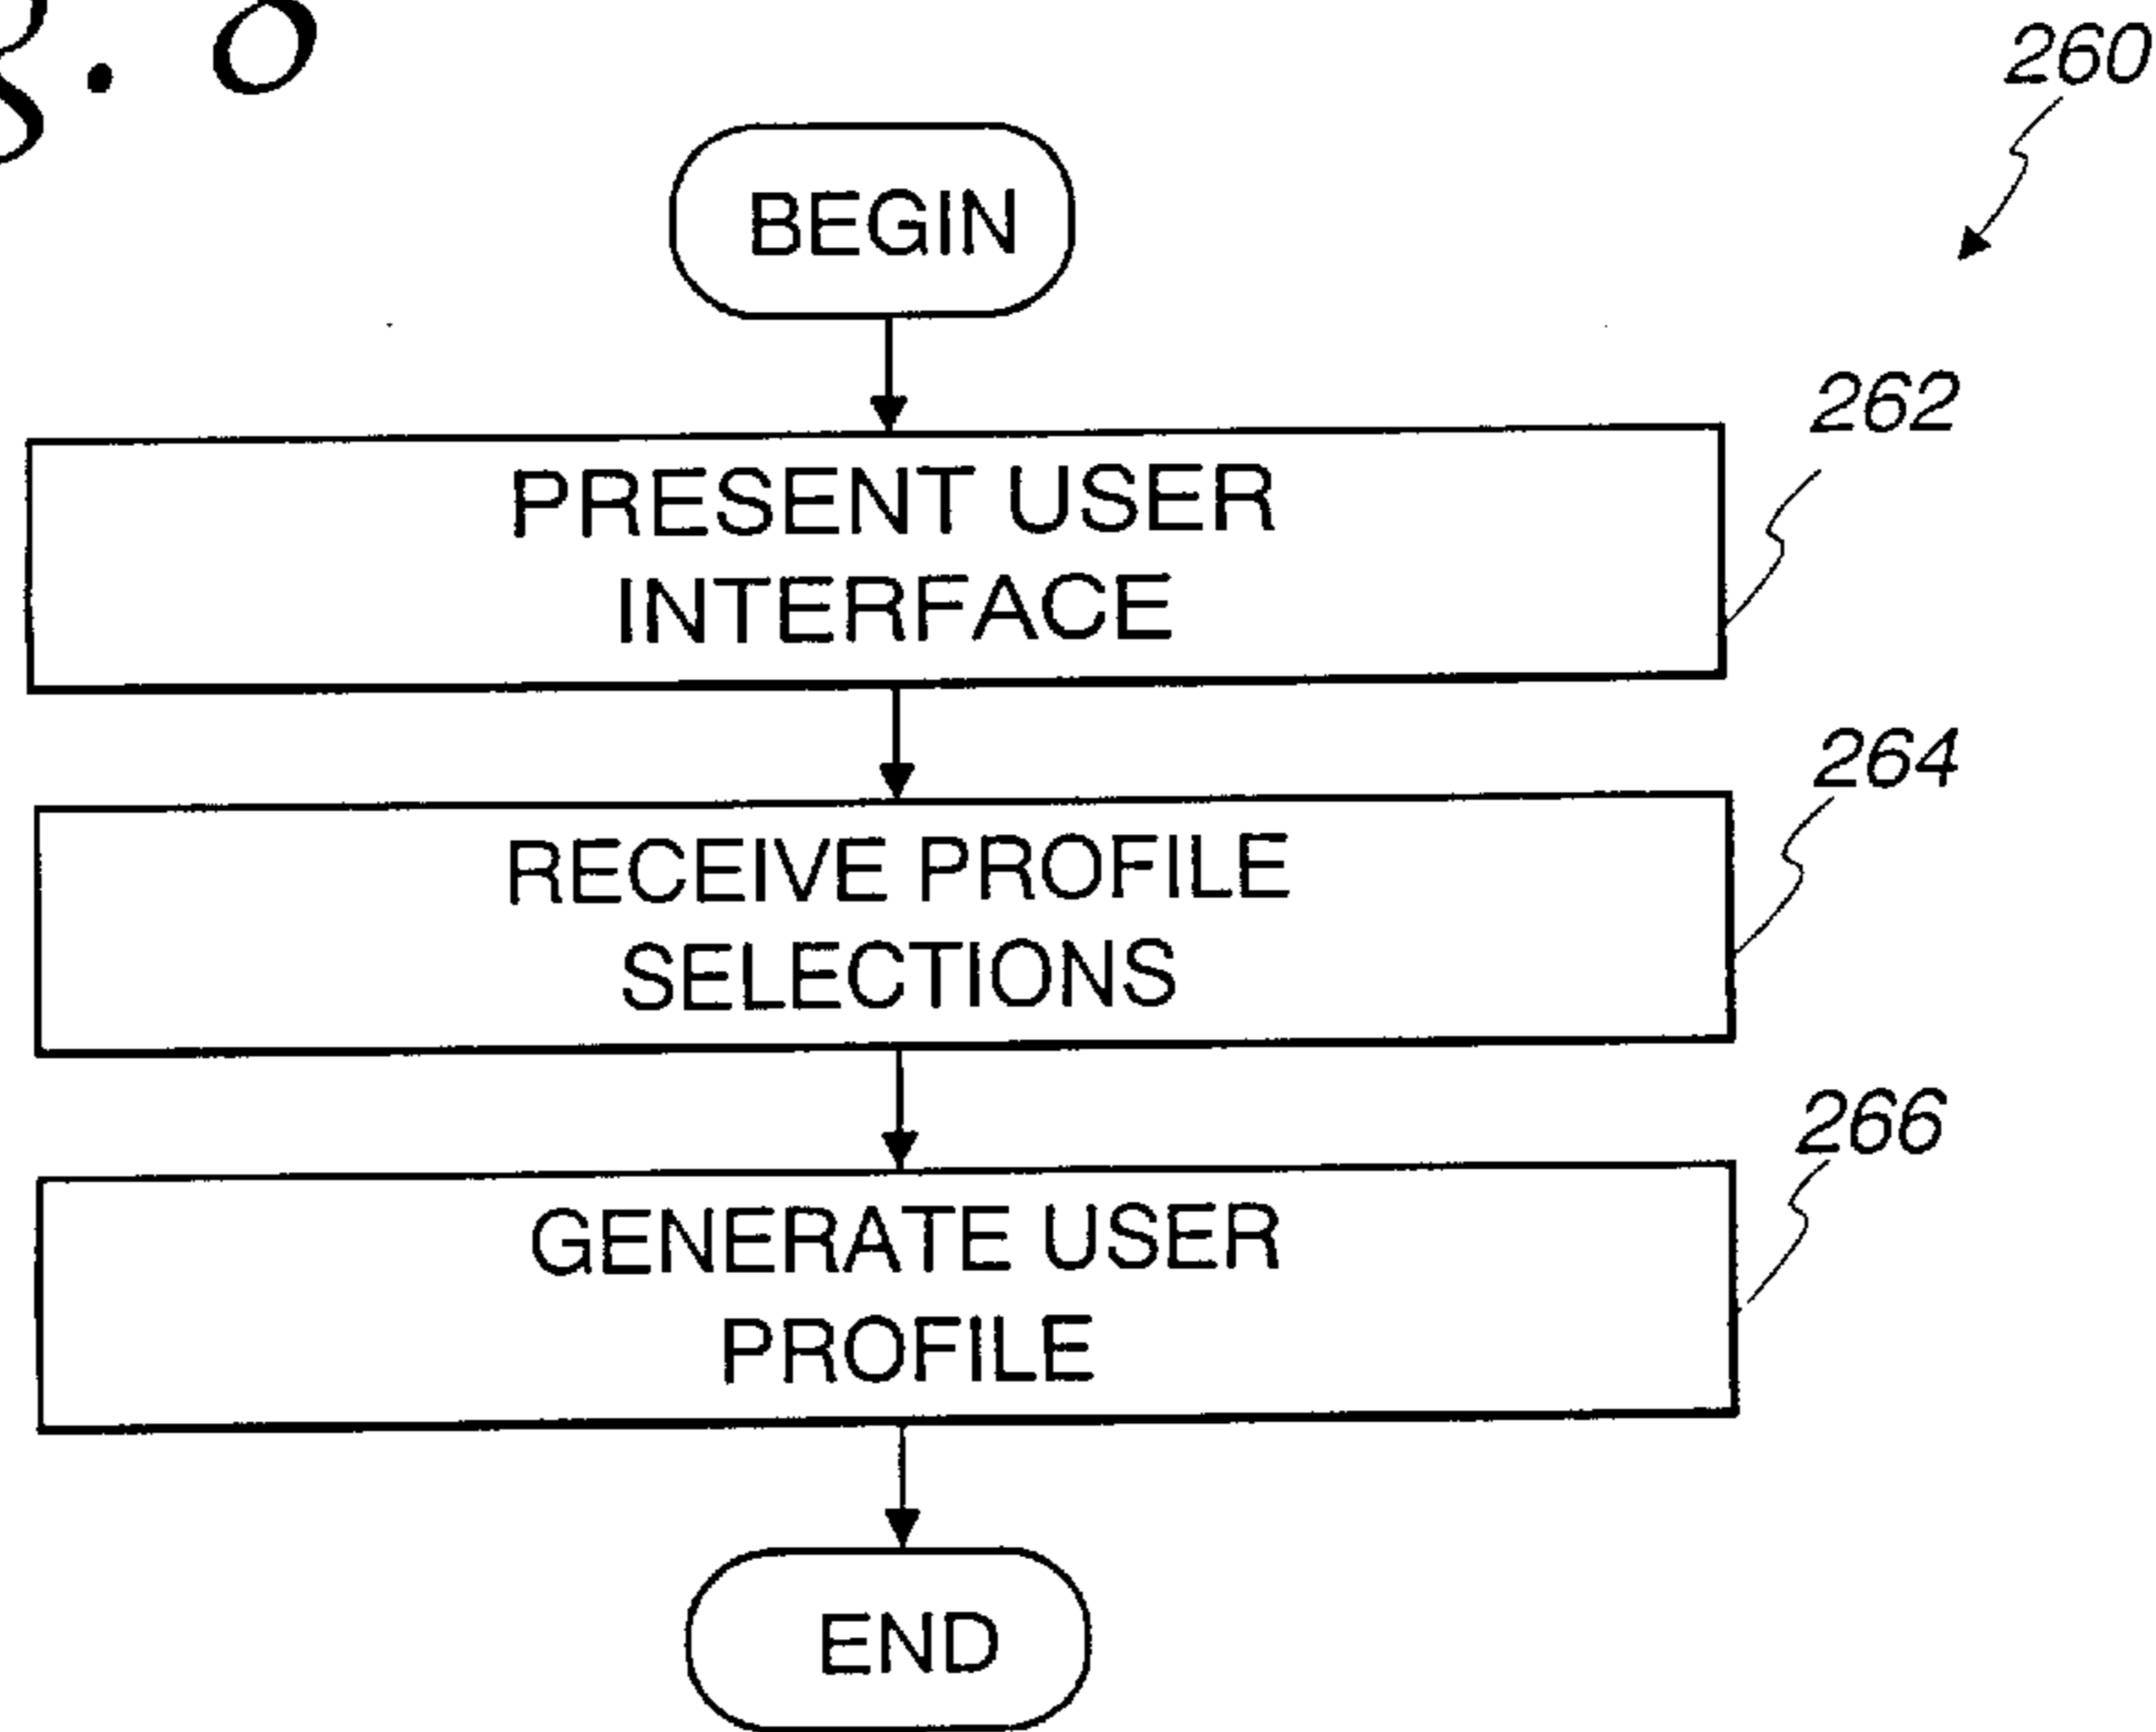 260
BEGIN
262
PRESENT USER
INTERFACE
264
RECEIVE PROFILE
SELECTIONS
266
GENERATE USER
PROFILE
END